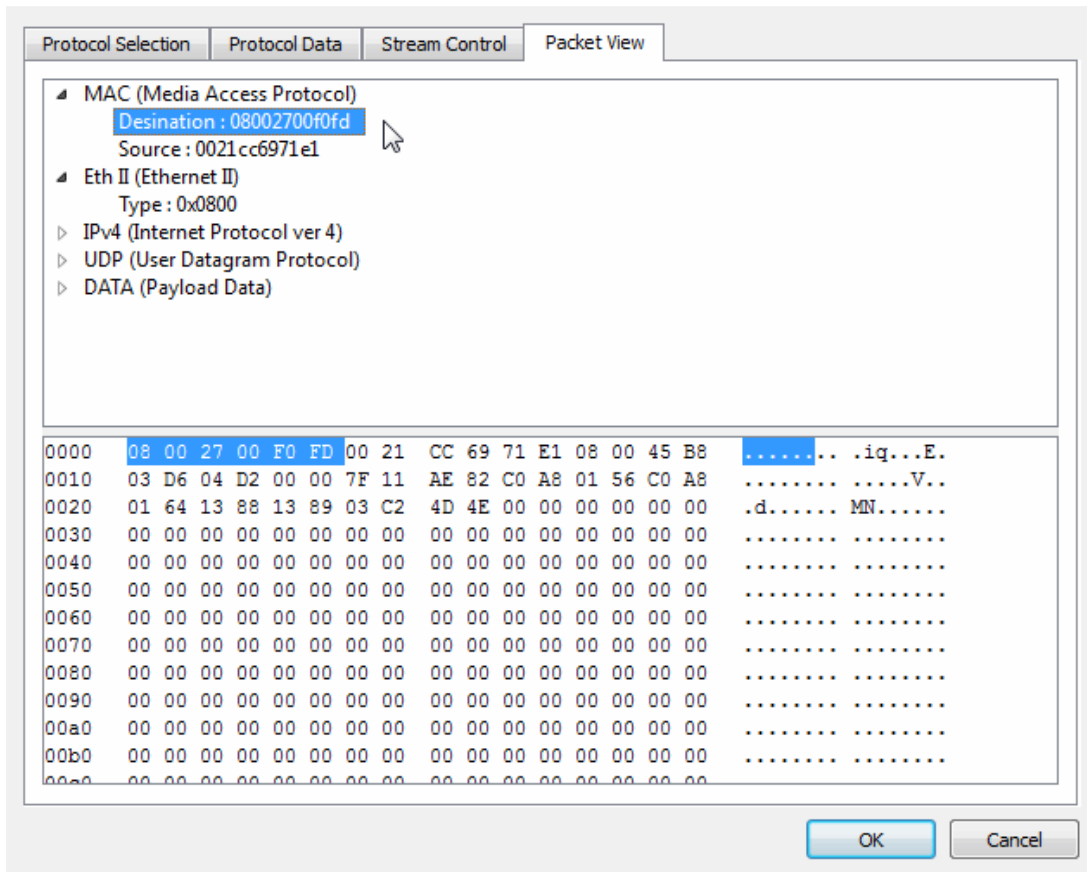 Protocol Selection Protocol Data Stream Control Packet View
MAC (Media Access Protocol)
Desination : 08002700f0fd
Source : 0021cc6971e1
Eth II (Ethernet II)
Type : 0x0800
IPv4 (Internet Protocol ver 4)
UDP (User Datagram Protocol)
DATA (Payload Data)
0000 08 00 27 00 F0 FD 00 21 CC 69 71 E1 08 00 45 B8 ........ .iq...E.
0010 03 D6 04 D2 00 00 7F 11 AE 82 C0 A8 01 56 C0 A8 ........ .....V..
0020 01 64 13 88 13 89 03 C2 4D 4E 00 00 00 00 00 00 .d...... MN......
0030 00 00 00 00 00 00 00 00 00 00 00 00 00 00 00 00 ........ ........
0040 00 00 00 00 00 00 00 00 00 00 00 00 00 00 00 00 ........ ........
0050 00 00 00 00 00 00 00 00 00 00 00 00 00 00 00 00 ........ ........
0060 00 00 00 00 00 00 00 00 00 00 00 00 00 00 00 00 ........ ........
0070 00 00 00 00 00 00 00 00 00 00 00 00 00 00 00 00 ........ ........
0080 00 00 00 00 00 00 00 00 00 00 00 00 00 00 00 00 ........ ........
0090 00 00 00 00 00 00 00 00 00 00 00 00 00 00 00 00 ........ ........
00a0 00 00 00 00 00 00 00 00 00 00 00 00 00 00 00 00 ........ ........
00b0 00 00 00 00 00 00 00 00 00 00 00 00 00 00 00 00 ........ ........
OK Cancel